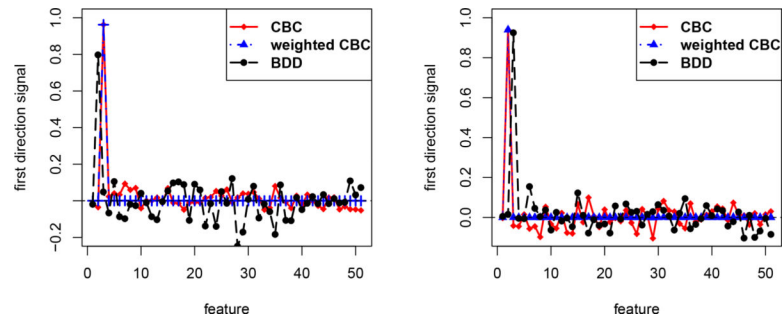 1.0
0.8
0.6
0.4
0.2
−0.2
first direction signal
CBC
weighted CBC
BDD
0 10 20 30 40 50
feature
1.0
0.8
0.6
0.4
0.2
0.0
first direction signal
CBC
weighted CBC
BDD
0 10 20 30 40 50
feature